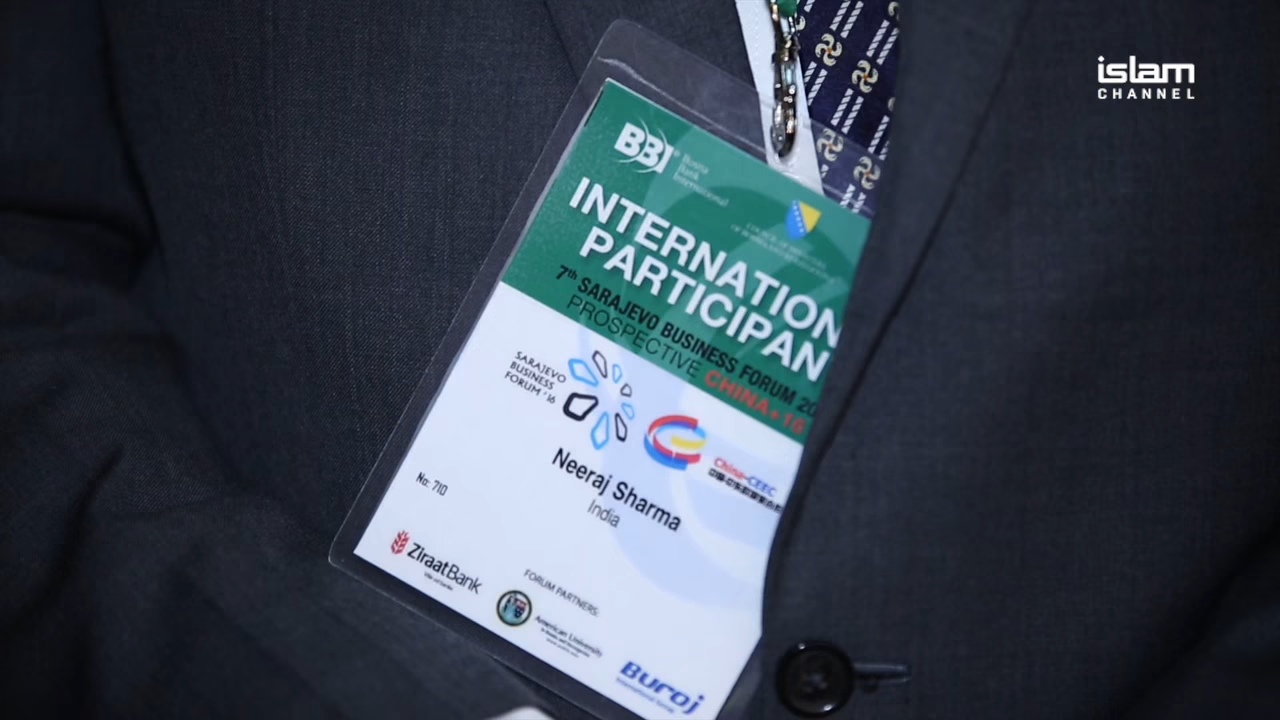 islam
CHANNEL
BBI
Bosna
Bank
International
INTERNATION
PARTICIPAN
7th SARAJEVO BUSINESS FORUM 20
PROSPECTIVE CHINA+16
SARAJEVO
BUSINESS
FORUM '16
China-CEEC
Neeraj Sharma
India
No: 710
ZiraatBank
FORUM PARTNERS:
American University
Buroj